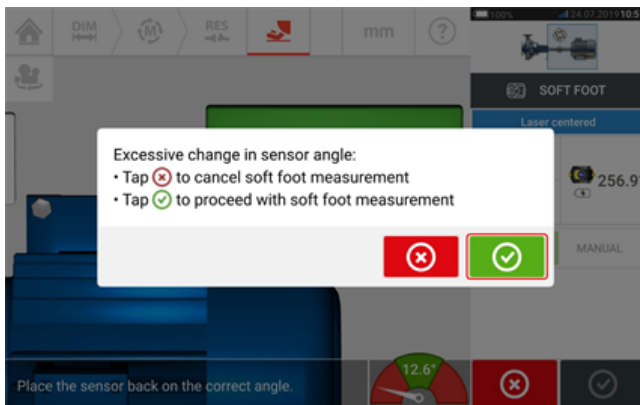 100%
24.07.2019 10:5
DIM
M
RES
mm
?
SOFT FOOT
Laser centered
Excessive change in sensor angle:
• Tap to cancel soft foot measurement
• Tap to proceed with soft foot measurement
256.9°
MANUAL
12.6°
Place the sensor back on the correct angle.